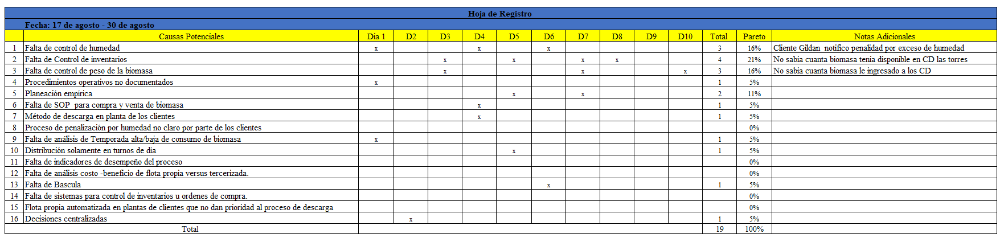 Hoja de Registro
Fecha: 17 de agosto - 30 de agosto
Causas Potenciales Dia 1 D2 D3 D4 D5 D6 D7 D8 D9 D10 Total Pareto Notas Adicionales
1 Falta de control de humedad x x x 3 16% Cliente Gildan notifico penalidad por exceso de humedad
2 Falta de Control de inventarios x x x x 4 21% No sabia cuanta biomasa tenia disponible en CD las torres
3 Falta de control de peso de la biomasa x x x 3 16% No sabia cuanta biomasa le ingresado a los CD
4 Procedimientos operativos no documentados x 1 5%
5 Planeación empírica x x 2 11%
6 Falta de SOP para compra y venta de biomasa x 1 5%
7 Método de descarga en planta de los clientes x 1 5%
8 Proceso de penalización por humedad no claro por parte de los clientes 0%
9 Falta de análisis de Temporada alta/baja de consumo de biomasa x 1 5%
10 Distribución solamente en turnos de día x 1 5%
11 Falta de indicadores de desempeño del proceso 0%
12 Falta de análisis costo -beneficio de flota propia versus tercerizada. 0%
13 Falta de Bascula x 1 5%
14 Falta de sistemas para control de inventarios u ordenes de compra. 0%
15 Flota propia automatizada en plantas de clientes que no dan prioridad al proceso de descarga 0%
16 Decisiones centralizadas x 1 5%
Total 19 100%